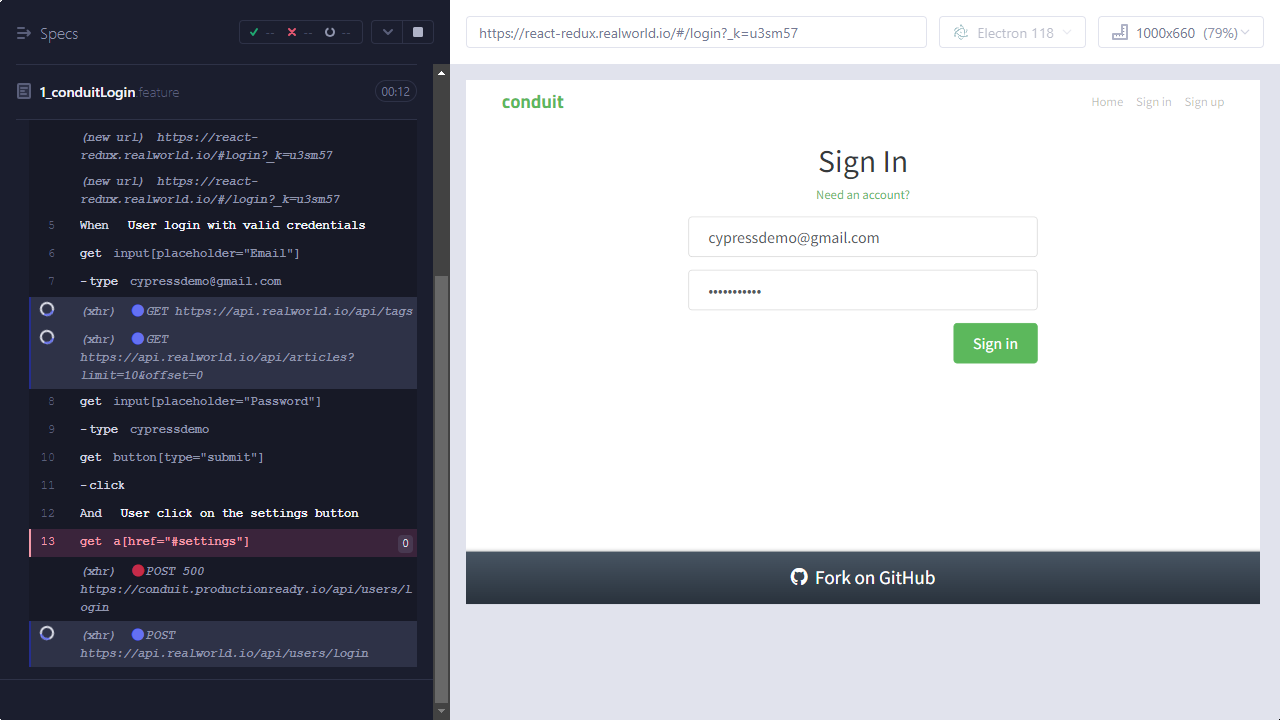 Specs
-- -- --
1_conduitLogin feature 00:12
(new url) https://react-
redux.realworld.io/#login?_k=u3sm57
(new url) https://react-
redux.realworld.io/#/login?_k=u3sm57
5 When User login with valid credentials
6 get input[placeholder="Email"]
7 -type cypressdemo@gmail.com
(xhr) GET https://api.realworld.io/api/tags
(xhr) GET
https://api.realworld.io/api/articles?
limit=10&offset=0
8 get input[placeholder="Password"]
9 -type cypressdemo
10 get button[type="submit"]
11 -click
12 And User click on the settings button
13 get a[href="#settings"] 0
(xhr) POST 500
https://conduit.productionready.io/api/users/l
ogin
(xhr) POST
https://api.realworld.io/api/users/login
https://react-redux.realworld.io/#/login?_k=u3sm57
Electron 118
1000x660 (79%)
conduit
Home Sign in Sign up
Sign In
Need an account?
cypressdemo@gmail.com
•••••••••••
Sign in
Fork on GitHub